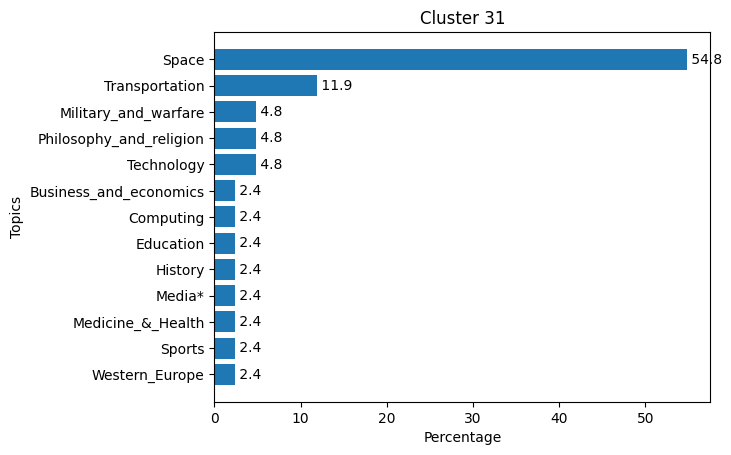 Cluster 31
Topics
Space 54.8
Transportation 11.9
Military_and_warfare 4.8
Philosophy_and_religion 4.8
Technology 4.8
Business_and_economics 2.4
Computing 2.4
Education 2.4
History 2.4
Media* 2.4
Medicine_&_Health 2.4
Sports 2.4
Western_Europe 2.4
0 10 20 30 40 50
Percentage